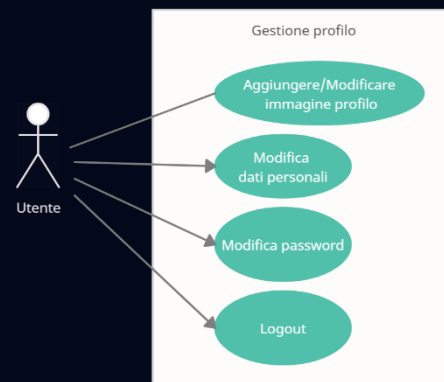 Gestione profilo
Aggiungere/Modificare
immagine profilo
Modifica
dati personali
Utente
Modifica password
Logout